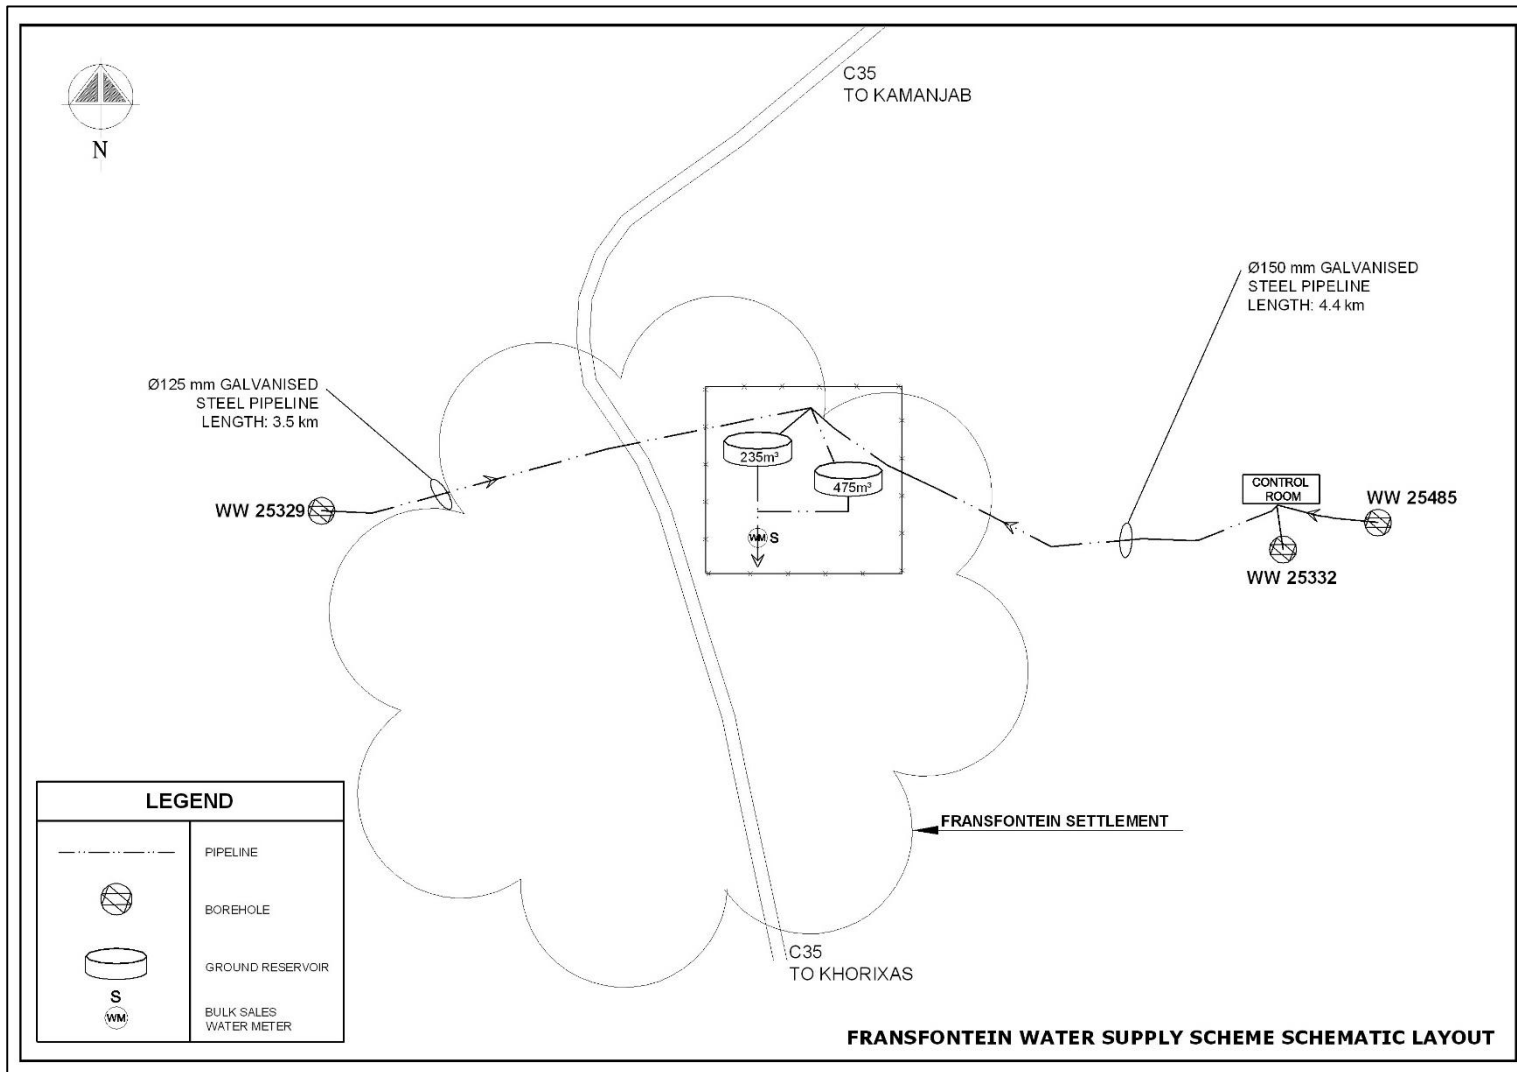 C35
TO KAMANJAB
N
Ø150 mm GALVANISED
STEEL PIPELINE
LENGTH: 4.4 km
Ø125 mm GALVANISED
STEEL PIPELINE
LENGTH: 3.5 km
235m³
475m³
CONTROL
ROOM
WW 25485
WW 25329
WM S
WW 25332
LEGEND
PIPELINE
BOREHOLE
GROUND RESERVOIR
S
WM
BULK SALES
WATER METER
FRANSFONTEIN SETTLEMENT
C35
TO KHORIXAS
FRANSFONTEIN WATER SUPPLY SCHEME SCHEMATIC LAYOUT